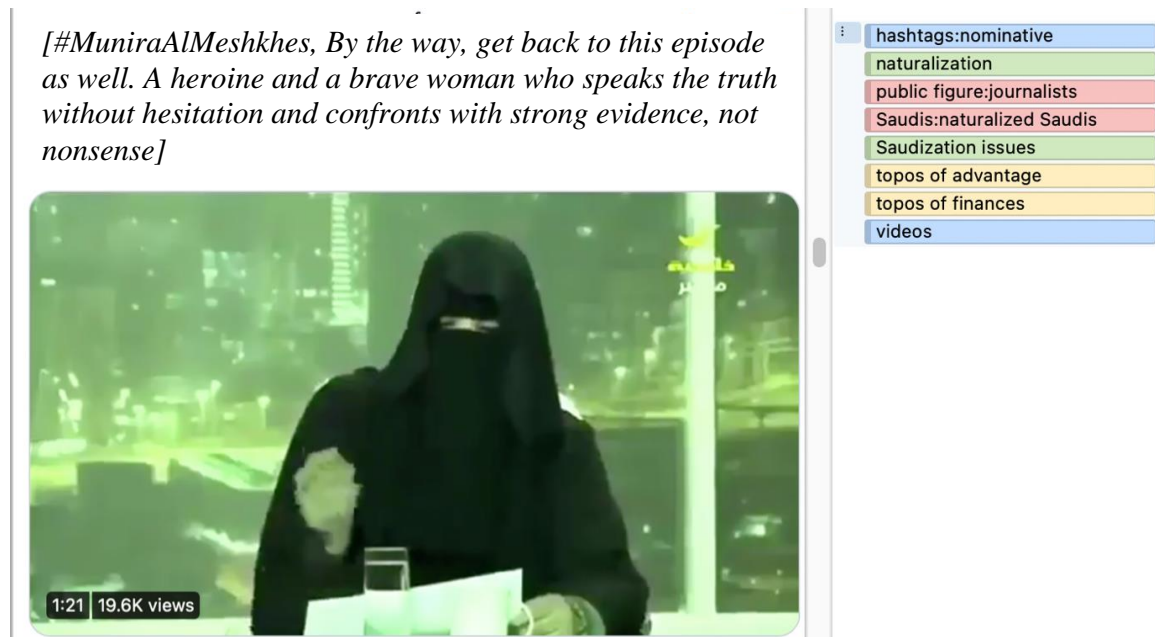 [#MuniraAlMeshkhes, By the way, get back to this episode
as well. A heroine and a brave woman who speaks the truth
without hesitation and confronts with strong evidence, not
nonsense]
خليجية
مباشر
1:21 19.6K views
hashtags:nominative
naturalization
public figure:journalists
Saudis:naturalized Saudis
Saudization issues
topos of advantage
topos of finances
videos